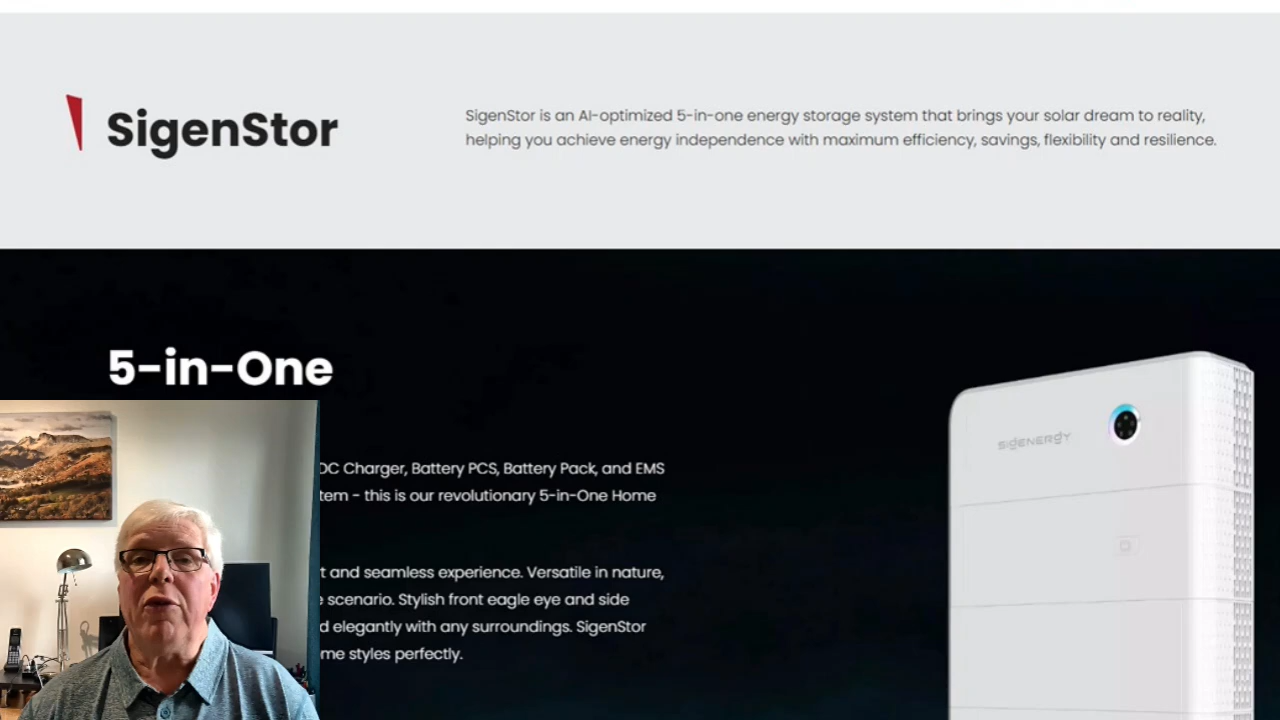 SigenStor
SigenStor is an AI-optimized 5-in-one energy storage system that brings your solar dream to reality,
helping you achieve energy independence with maximum efficiency, savings, flexibility and resilience.
5-in-One
DC Charger, Battery PCS, Battery Pack, and EMS
tem - this is our revolutionary 5-in-One Home
t and seamless experience. Versatile in nature,
scenario. Stylish front eagle eye and side
d elegantly with any surroundings. SigenStor
me styles perfectly.
SIGENERGY